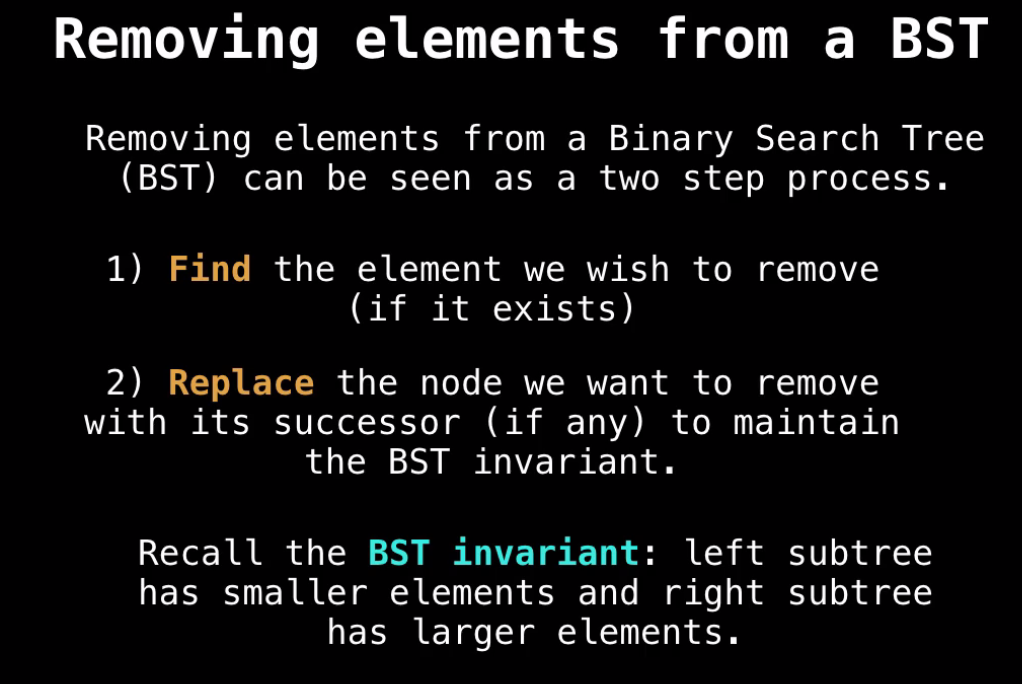 Removing elements from a BST
Removing elements from a Binary Search Tree
(BST) can be seen as a two step process.
1) Find the element we wish to remove
(if it exists)
2) Replace the node we want to remove
with its successor (if any) to maintain
the BST invariant.
Recall the BST invariant: left subtree
has smaller elements and right subtree
has larger elements.